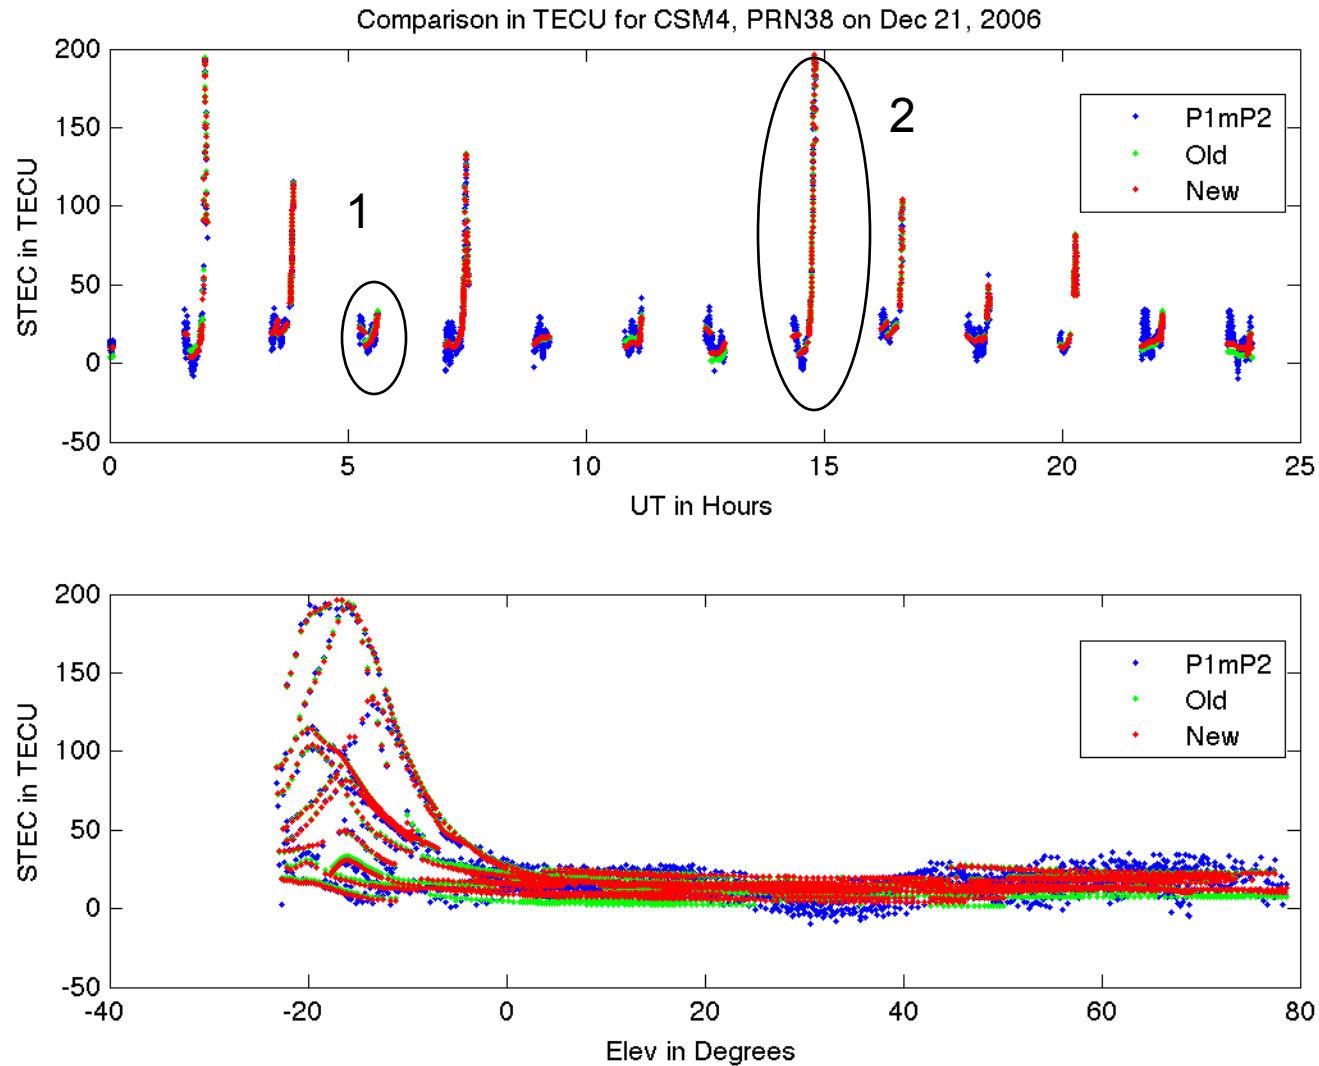 Comparison in TECU for CSM4, PRN38 on Dec 21, 2006
200
150
100
50
0
-50
STEC in TECU
1
2
P1mP2
Old
New
0 5 10 15 20 25
UT in Hours
200
150
100
50
0
-50
STEC in TECU
P1mP2
Old
New
-40 -20 0 20 40 60 80
Elev in Degrees